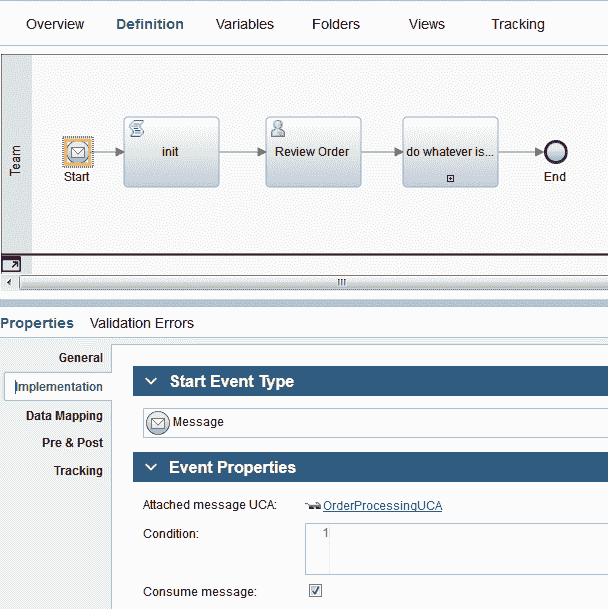 Overview Definition Variables Folders Views Tracking
Team
init
Review Order
do whatever is...
Start
End
Properties Validation Errors
General
Implementation
Data Mapping
Pre & Post
Tracking
Start Event Type
Message
Event Properties
Attached message UCA: OrderProcessingUCA
Condition: 1
Consume message: